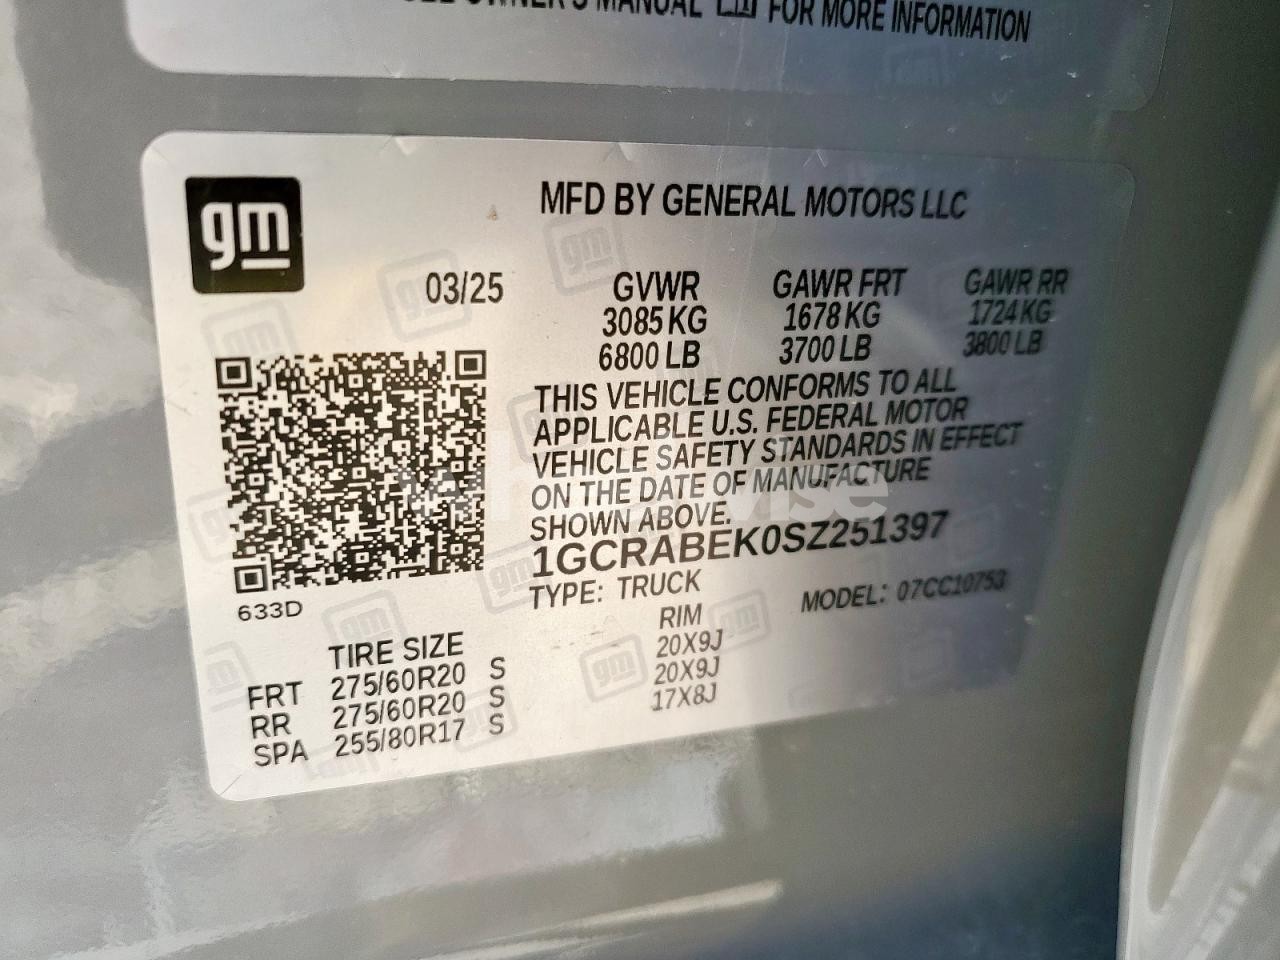 OWNER'S MANUAL FOR MORE INFORMATION
gm
MFD BY GENERAL MOTORS LLC
03/25
GVWR GAWR FRT GAWR RR
3085 KG 1678 KG 1724 KG
6800 LB 3700 LB 3800 LB
THIS VEHICLE CONFORMS TO ALL
APPLICABLE U.S. FEDERAL MOTOR
VEHICLE SAFETY STANDARDS IN EFFECT
ON THE DATE OF MANUFACTURE
SHOWN ABOVE.
1GCRABEK0SZ251397
TYPE: TRUCK MODEL: 07CC10753
633D
TIRE SIZE RIM
FRT 275/60R20 S 20X9J
RR 275/60R20 S 20X9J
SPA 255/80R17 S 17X8J